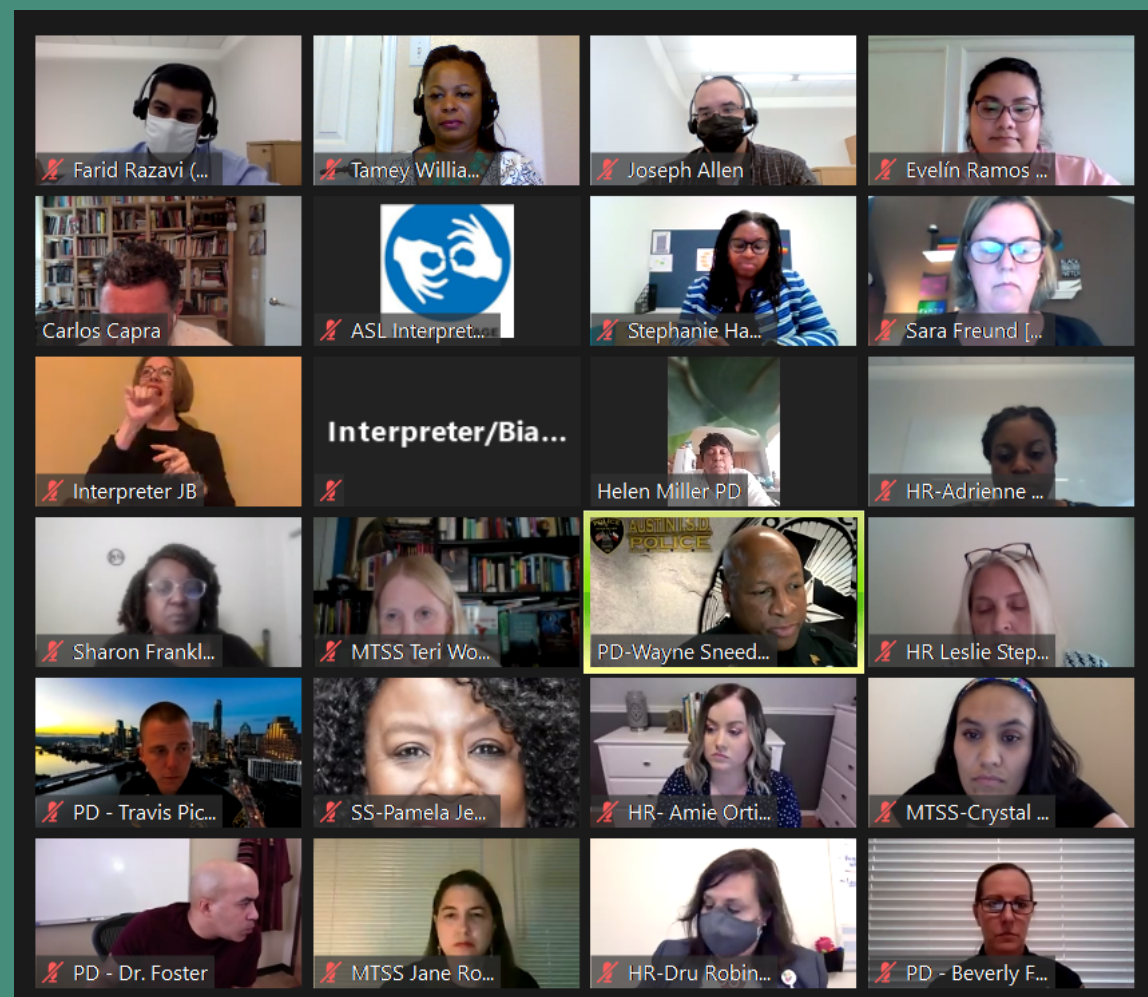 Farid Razavi (...
Tamey Willia...
Joseph Allen
Evelín Ramos ...
Carlos Capra
ASL Interpret...
AGE
Stephanie Ha...
Sara Freund [...
BLACK
Interpreter JB
Interpreter/Bia...
Helen Miller PD
HR-Adrienne ...
Sharon Frankl...
MTSS Teri Wo...
POLICE
AUSTIN I.S.D.
POLICE
PD-Wayne Sneed...
HR Leslie Step...
PD - Travis Pic...
SS-Pamela Je...
HR- Amie Orti...
MTSS-Crystal ...
PD - Dr. Foster
MTSS Jane Ro...
HR-Dru Robin...
PD - Beverly F...